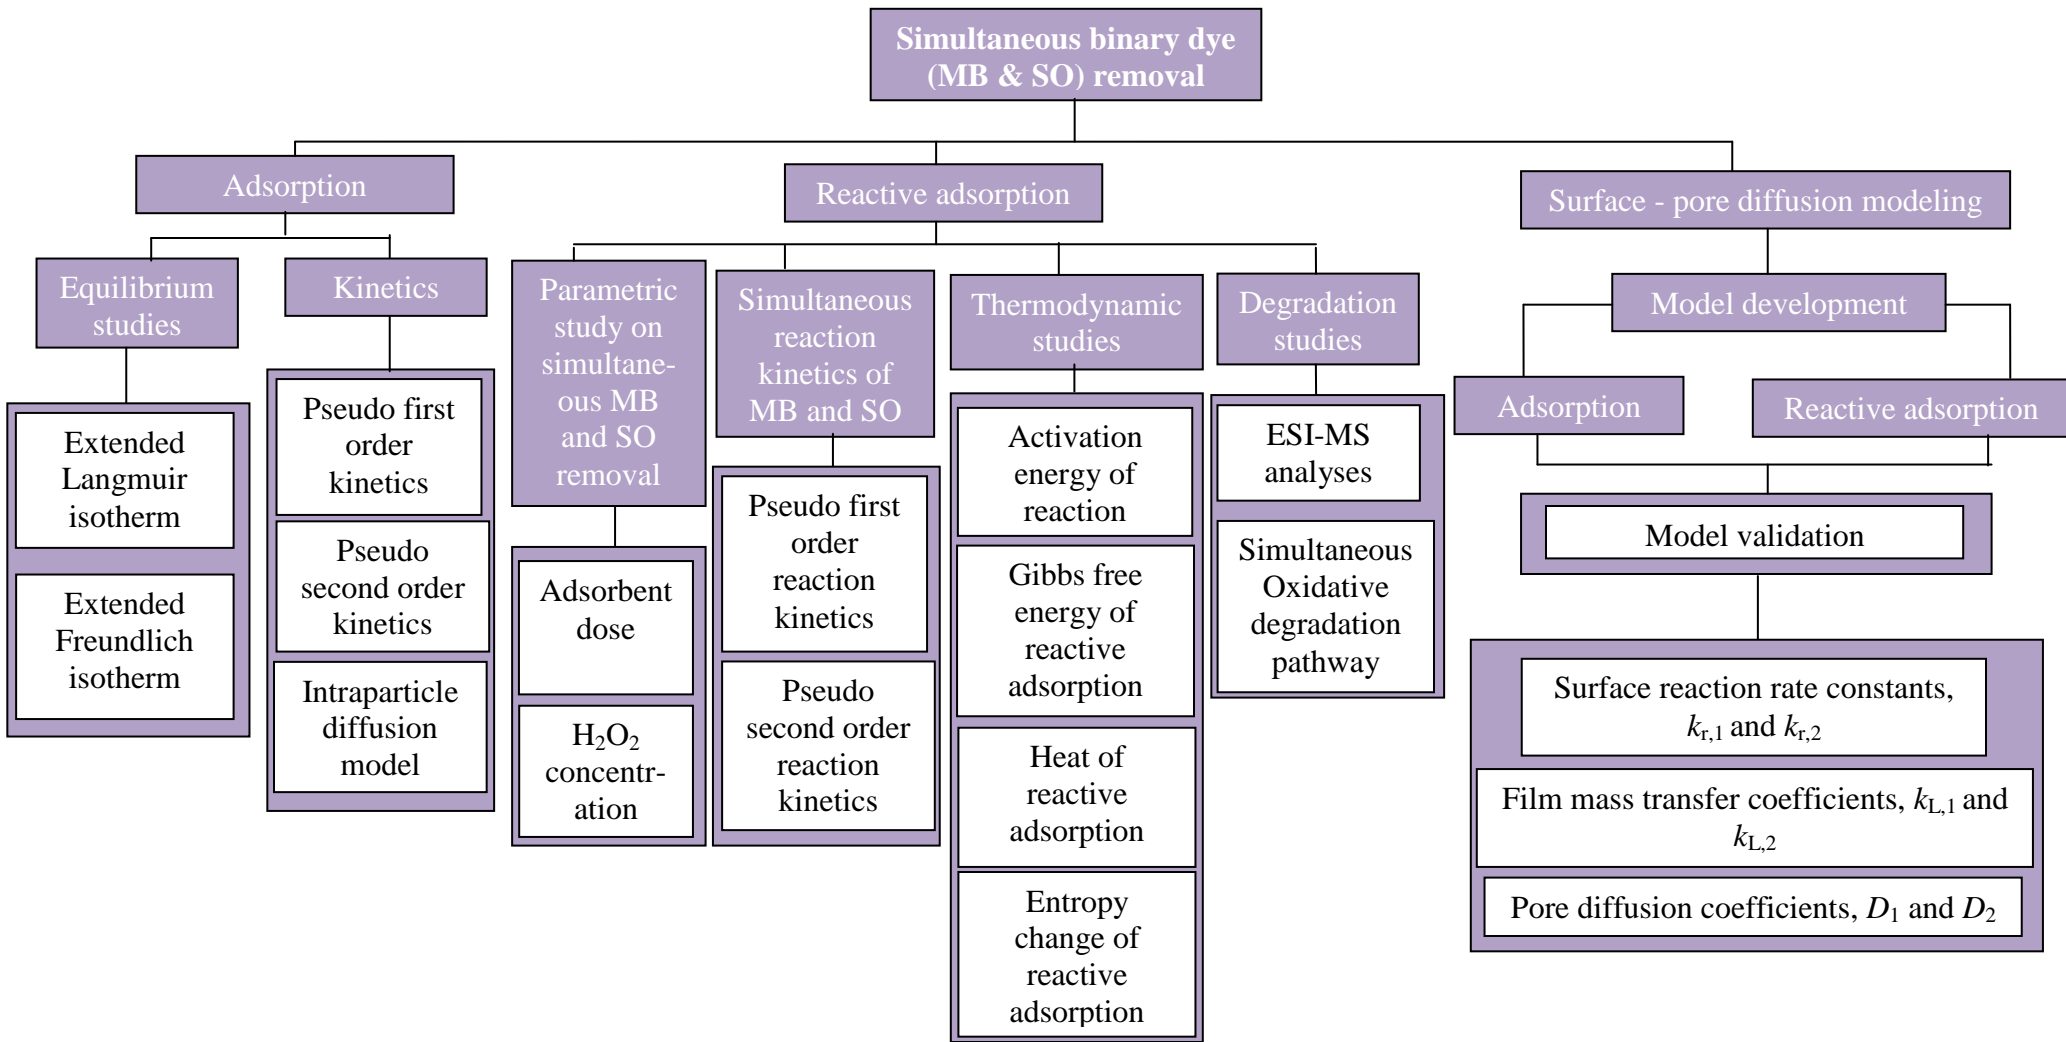 Simultaneous binary dye
(MB & SO) removal
Adsorption
Reactive adsorption
Surface - pore diffusion modeling
Equilibrium
studies
Kinetics
Parametric
study on
simultane-
ous MB
and SO
removal
Simultaneous
reaction
kinetics of
MB and SO
Thermodynamic
studies
Degradation
studies
Model development
Adsorption
Reactive adsorption
Extended
Langmuir
isotherm
Extended
Freundlich
isotherm
Pseudo first
order
kinetics
Pseudo
second order
kinetics
Intraparticle
diffusion
model
Adsorbent
dose
H₂O₂
concentr-
ation
Pseudo first
order
reaction
kinetics
Pseudo
second order
reaction
kinetics
Activation
energy of
reaction
Gibbs free
energy of
reactive
adsorption
Heat of
reactive
adsorption
Entropy
change of
reactive
adsorption
ESI-MS
analyses
Simultaneous
Oxidative
degradation
pathway
Model validation
Surface reaction rate constants,
k_r,1 and k_r,2
Film mass transfer coefficients, k_L,1 and
k_L,2
Pore diffusion coefficients, D₁ and D₂